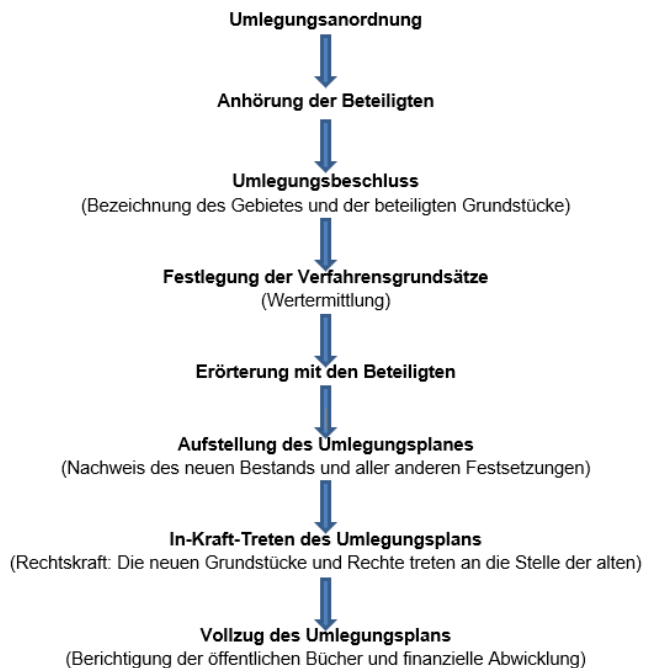 Umlegungsanordnung
Anhörung der Beteiligten
Umlegungsbeschluss
(Bezeichnung des Gebietes und der beteiligten Grundstücke)
Festlegung der Verfahrensgrundsätze
(Wertermittlung)
Erörterung mit den Beteiligten
Aufstellung des Umlegungsplanes
(Nachweis des neuen Bestands und aller anderen Festsetzungen)
In-Kraft-Treten des Umlegungsplans
(Rechtskraft: Die neuen Grundstücke und Rechte treten an die Stelle der alten)
Vollzug des Umlegungsplans
(Berichtigung der öffentlichen Bücher und finanzielle Abwicklung)